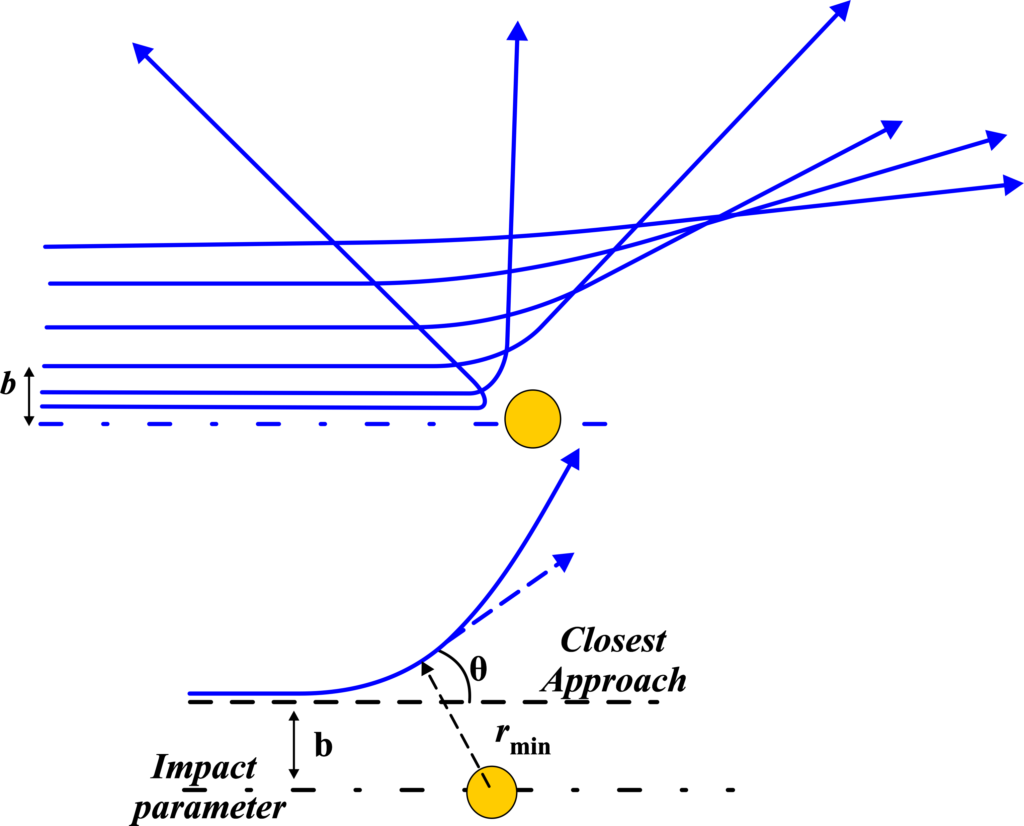 b
Closest
Approach
θ
b
r min
Impact
parameter